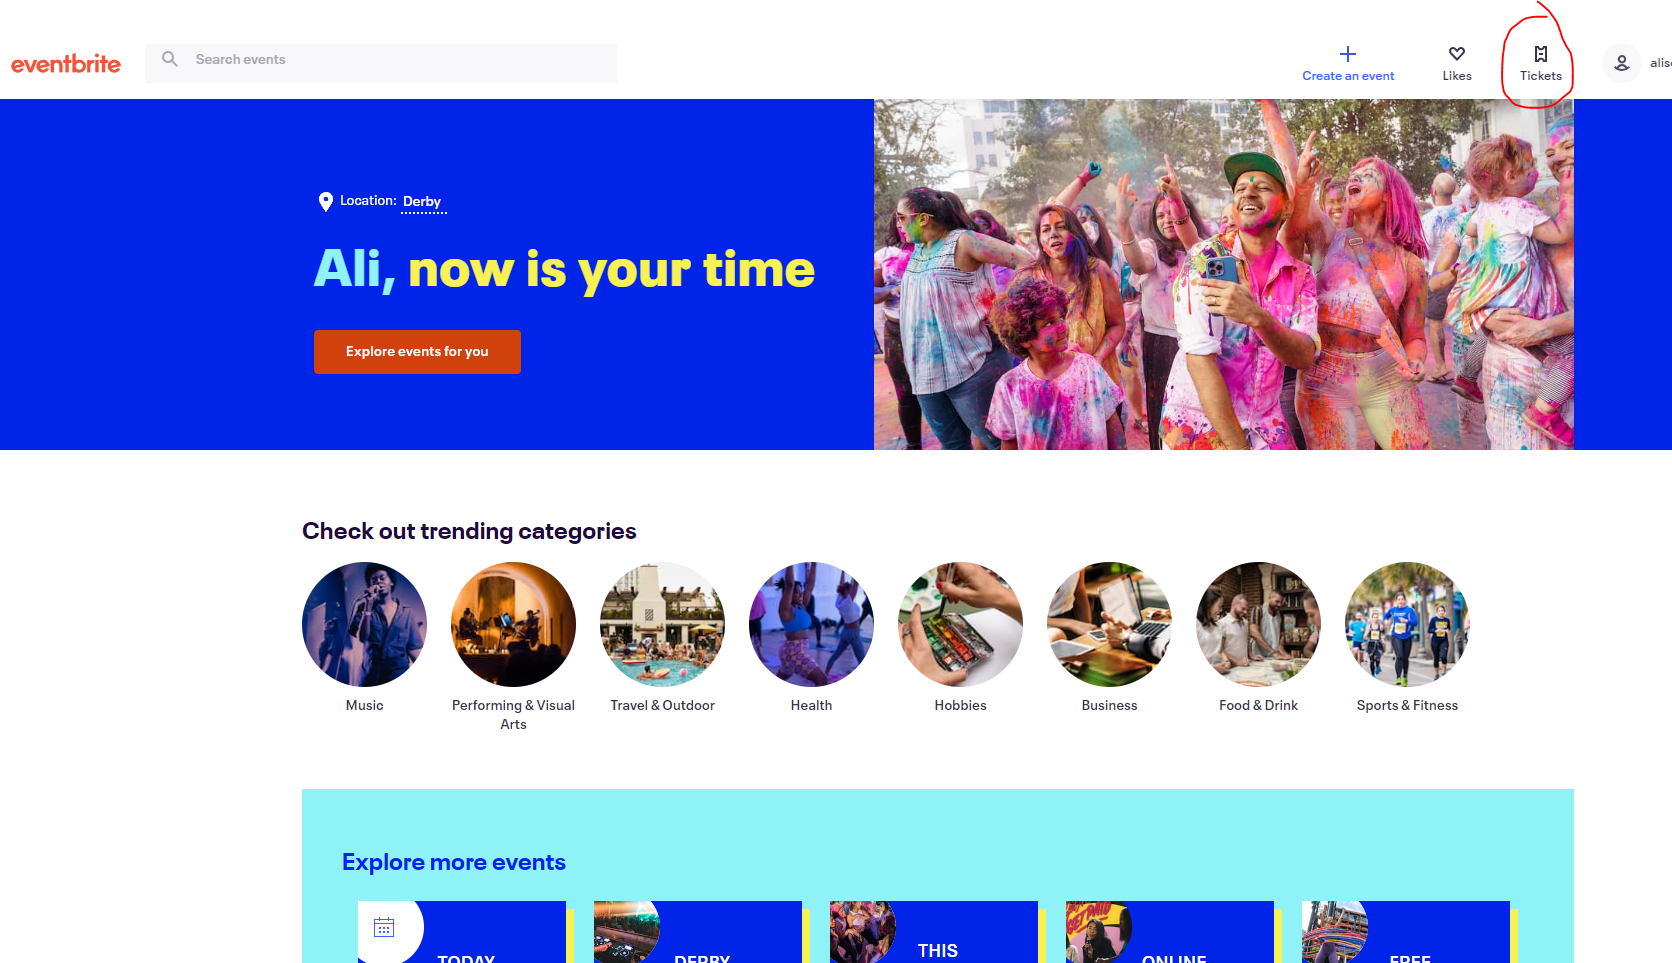 eventbrite
Search events
Create an event
Likes
Tickets
Location: Derby
Ali, now is your time
Explore events for you
Check out trending categories
Music
Performing & Visual
Arts
Travel & Outdoor
Health
Hobbies
Business
Food & Drink
Sports & Fitness
Explore more events
TODAY
DERBY
THIS
ONLINE
FREE